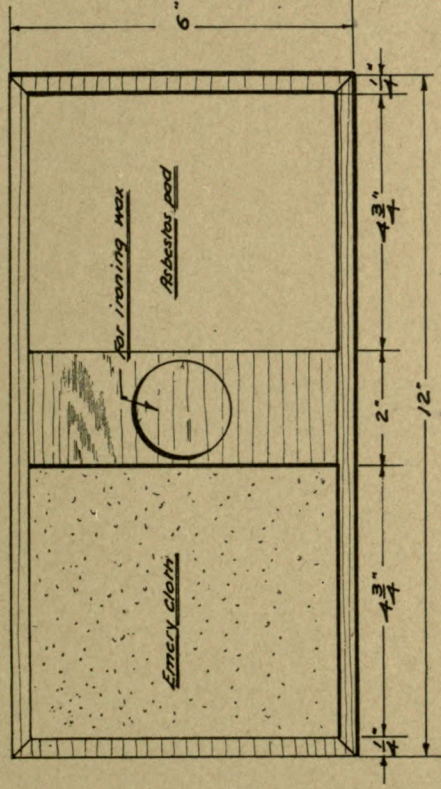 6"
For ironing wax
Asbestos pad
Emery cloth
1/4"
4 3/4"
2"
4 3/4"
1/4"
12"